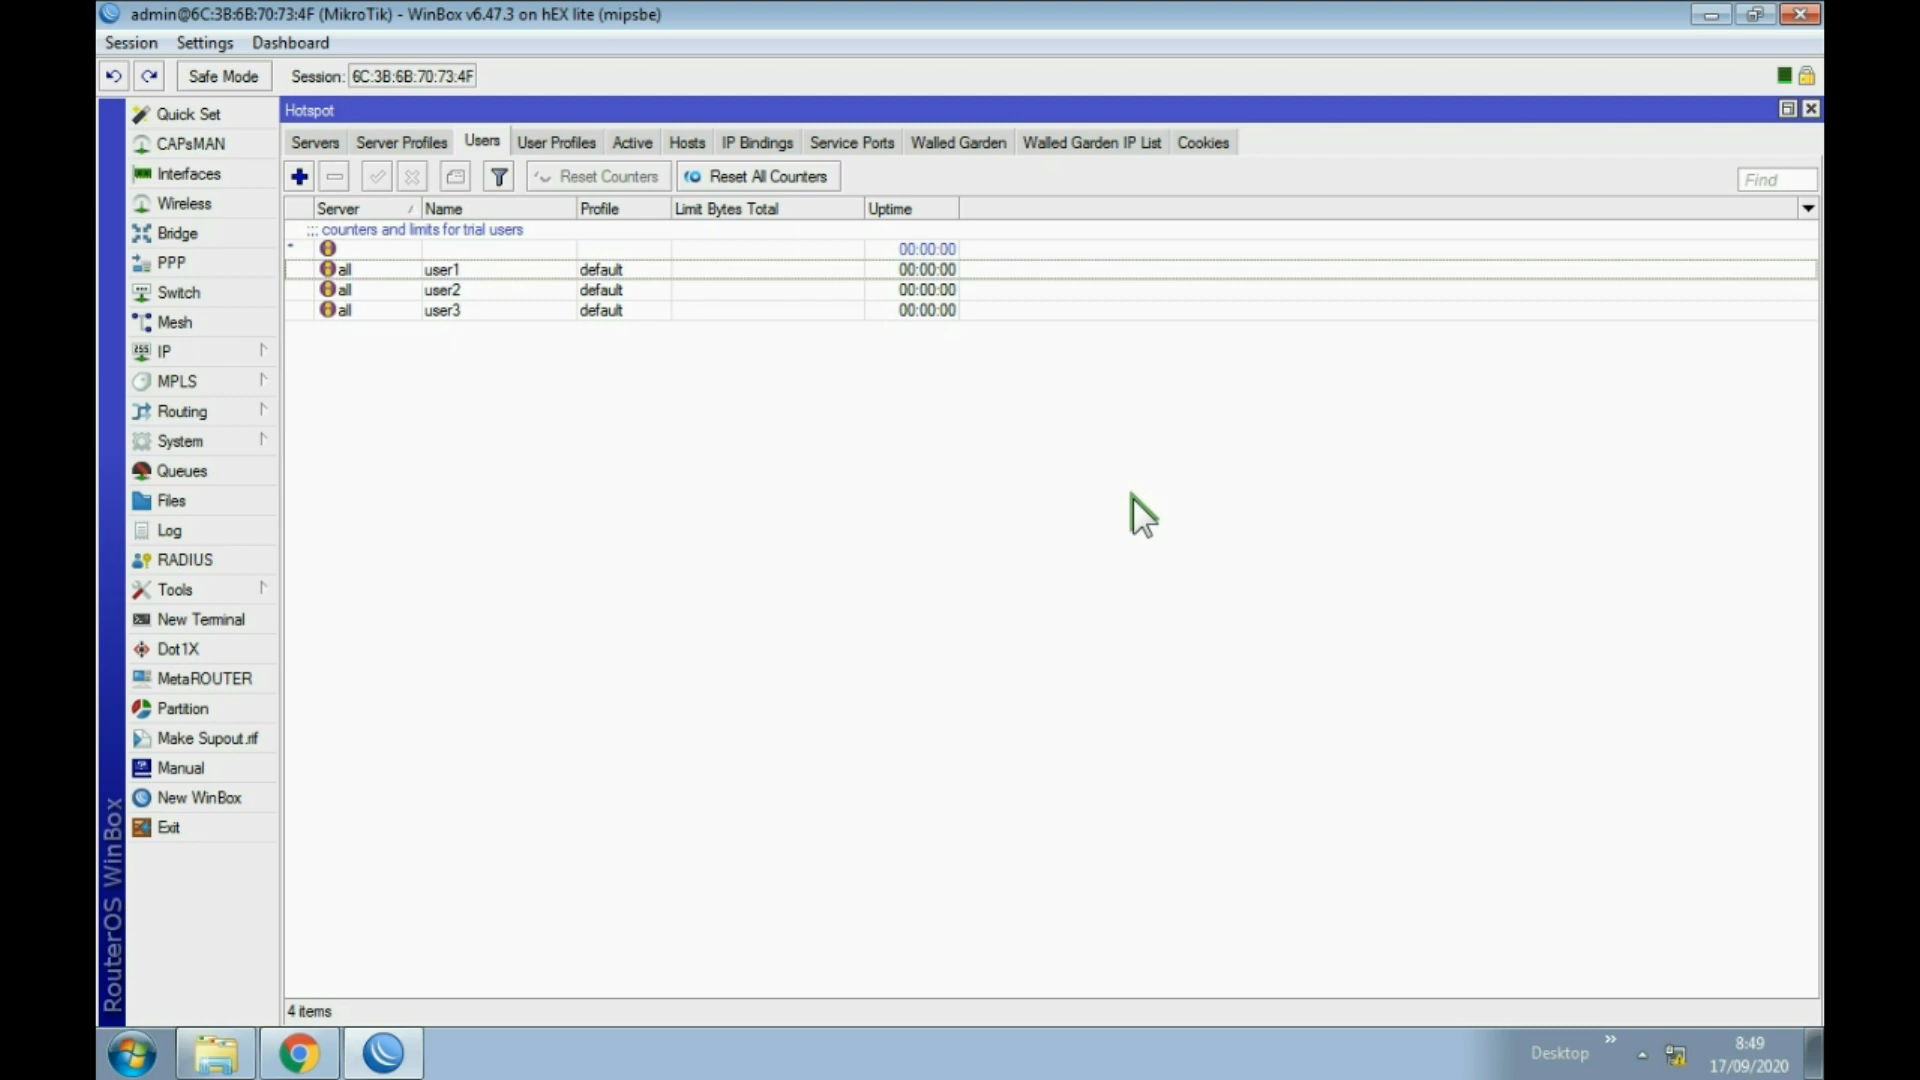 admin@6C:3B:6B:70:73:4F (MikroTik) - WinBox v6.47.3 on hEX lite (mipsbe)
Session Settings Dashboard
Safe Mode Session: 6C:3B:6B:70:73:4F
Hotspot
Servers Server Profiles Users User Profiles Active Hosts IP Bindings Service Ports Walled Garden Walled Garden IP List Cookies
Reset Counters Reset All Counters Find
Server Name Profile Limit Bytes Total Uptime
::: counters and limits for trial users
00:00:00
all user1 default 00:00:00
all user2 default 00:00:00
all user3 default 00:00:00
4 items
Quick Set
CAPsMAN
Interfaces
Wireless
Bridge
PPP
Switch
Mesh
IP
MPLS
Routing
System
Queues
Files
Log
RADIUS
Tools
New Terminal
Dot1X
MetaROUTER
Partition
Make Supout.rif
Manual
New WinBox
Exit
RouterOS WinBox
Desktop
8:49
17/09/2020